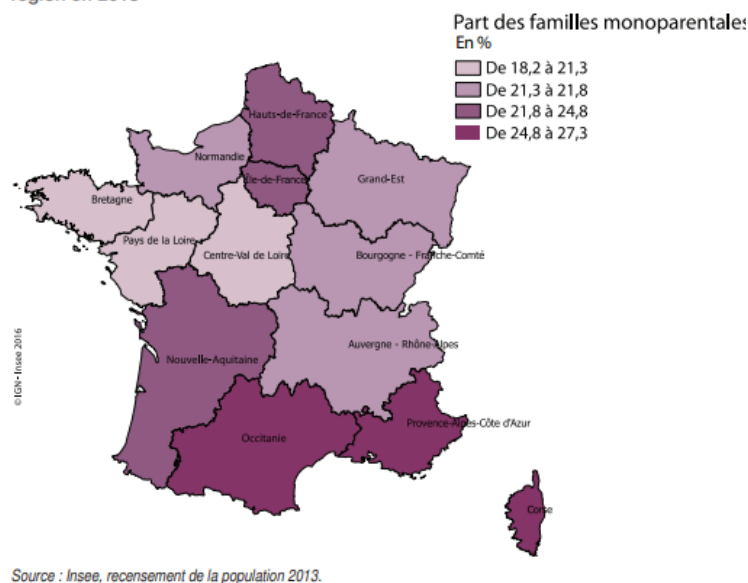 région en 2013
Part des familles monoparentales
En %
De 18,2 à 21,3
De 21,3 à 21,8
De 21,8 à 24,8
De 24,8 à 27,3
Hauts-de-France
Normandie
Île-de-France
Grand-Est
Bretagne
Pays de la Loire
Centre-Val de Loire
Bourgogne - Franche-Comté
Auvergne - Rhône-Alpes
Nouvelle-Aquitaine
Provence-Alpes-Côte d'Azur
Occitanie
Corse
©IGN-Insee 2016
Source : Insee, recensement de la population 2013.